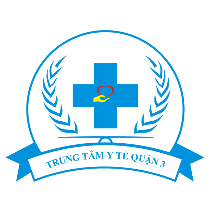 TRUNG TÂM Y TẾ QUẬN 3